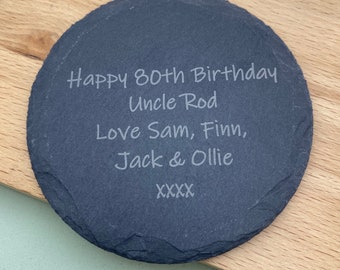 Happy 80th Birthday
Uncle Rod
Love Sam, Finn,
Jack & Ollie
xxxx